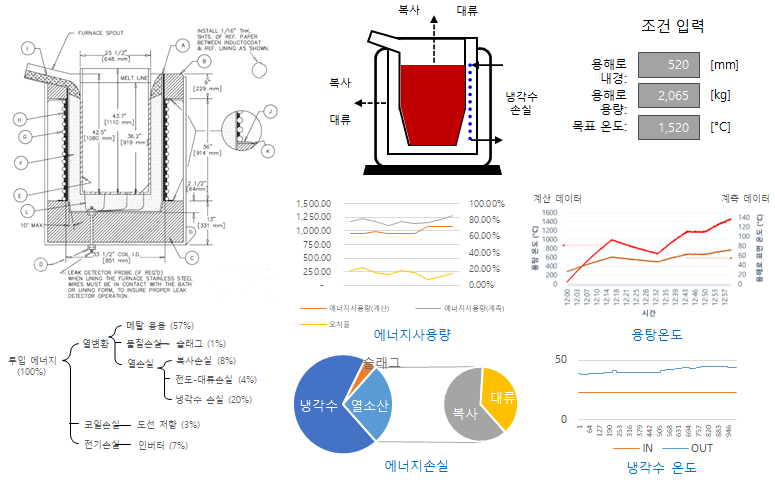 FURNACE SPOUT
INSTALL 1/16" THK.
SHTS. OF REF. PAPER
BETWEEN INDUCTOCOAT
& REF. LINING AS SHOWN.
I
A
B
25 1/2"
[648 mm]
MELT LINE
9"
[229 mm]
43.7"
[1110 mm]
42.5"
[1080 mm]
36.2"
[919 mm]
H
G
F
E
L
J
K
36"
[914 mm]
2 1/2"
[64mm]
10" MAX.
13"
[331 mm]
D
C
33 1/2" COIL I.D.
[851 mm]
LEAK DETECTOR PROBE (IF REQ'D)
WHEN LINING THE FURNACE STAINLESS STEEL
WIRES MUST BE IN CONTACT WITH THE BATH
OR LINING FORM, TO INSURE PROPER LEAK
DETECTOR OPERATION.
복사 대류
복사
대류
냉각수
손실
조건 입력
용해로
내경: 520 [mm]
용해로
용량: 2,065 [kg]
목표 온도: 1,520 [°C]
1,500.00
1,250.00
1,000.00
750.00
500.00
250.00
-
100.00%
80.00%
60.00%
40.00%
20.00%
0.00%
에너지사용량(계산) 에너지사용량(계측)
오차율
에너지사용량
계산 데이터 계측 데이터
용탕 온도 (°C)
1600
1400
1200
1000
800
600
400
200
0
140
120
100
80
60
40
20
0
용해로 표면 온도 (°C)
12:00 12:03 12:07 12:10 12:14 12:18 12:21 12:25 12:28 12:32 12:35 12:39 12:43 12:46 12:50 12:53 12:57
시간
용탕온도
투입 에너지
(100%)
열변환
메탈 용융 (57%)
물질손실 슬래그 (1%)
열손실
복사손실 (8%)
전도-대류손실 (4%)
냉각수 손실 (20%)
코일손실 도선 저항 (3%)
전기손실 인버터 (7%)
슬래그
냉각수
열소산
복사
대류
에너지손실
50
0
1 64 127 190 253 316 379 442 505 568 631 694 757 820 883 946
IN OUT
냉각수 온도